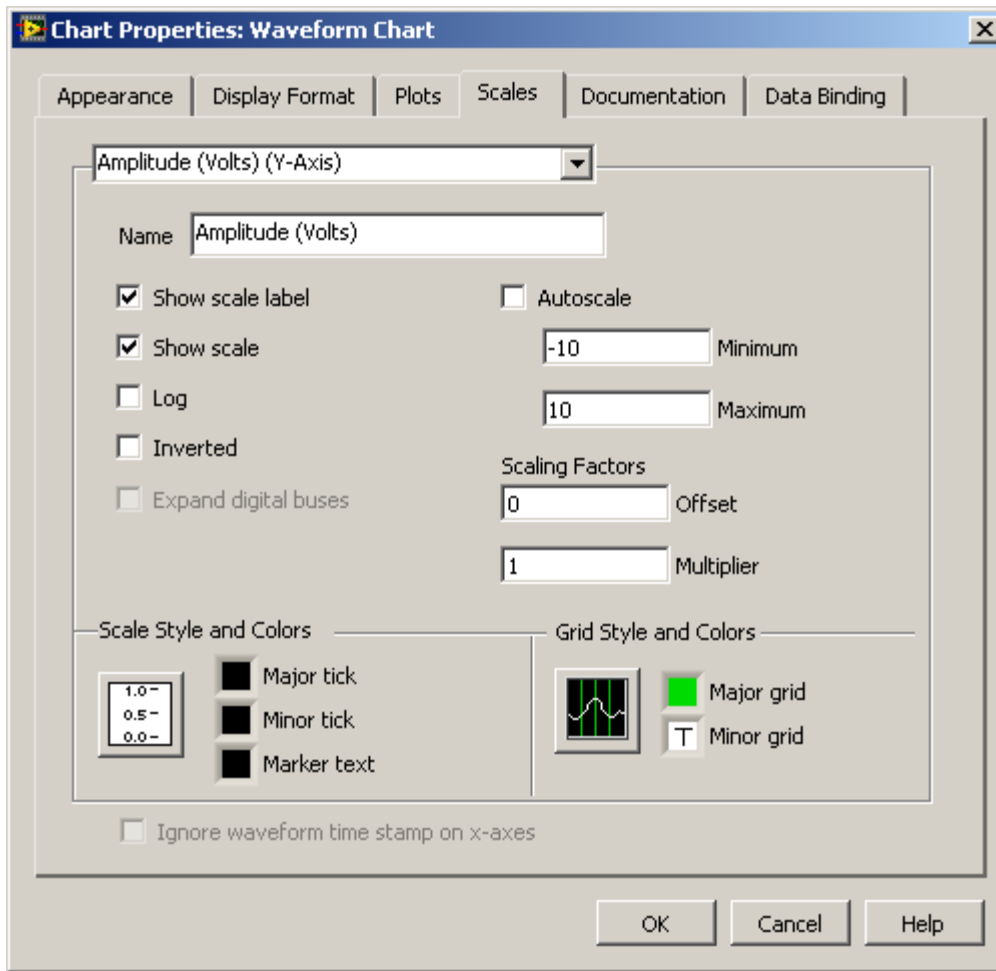 Chart Properties: Waveform Chart
Appearance Display Format Plots Scales Documentation Data Binding
Amplitude (Volts) (Y-Axis)
Name Amplitude (Volts)
Show scale label
Show scale
Log
Inverted
Expand digital buses
Autoscale
-10 Minimum
10 Maximum
Scaling Factors
0 Offset
1 Multiplier
Scale Style and Colors
1.0
0.5
0.0
Major tick
Minor tick
Marker text
Grid Style and Colors
Major grid
T Minor grid
Ignore waveform time stamp on x-axes
OK Cancel Help